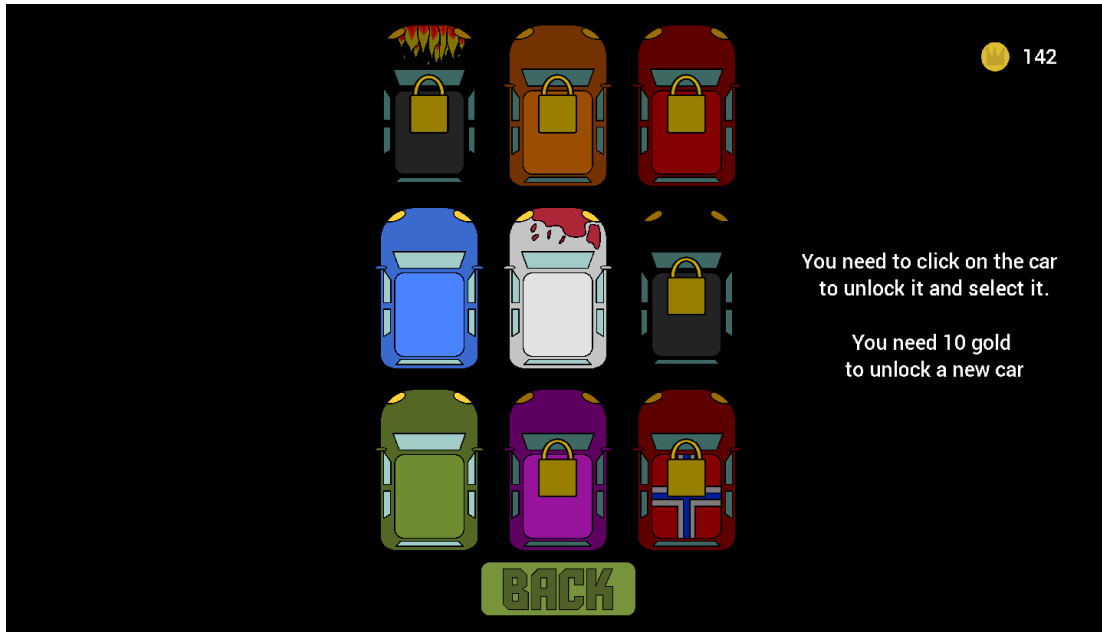 142
You need to click on the car
to unlock it and select it.
You need 10 gold
to unlock a new car
BACK